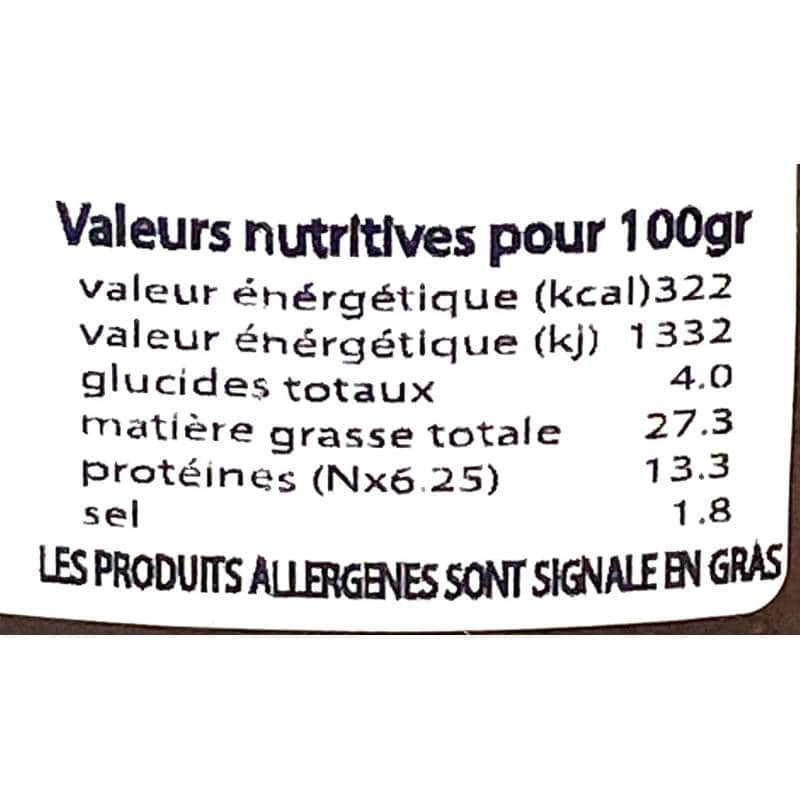 Valeurs nutritives pour 100gr
valeur énérgétique (kcal) 322
valeur énérgétique (kj) 1332
glucides totaux 4.0
matière grasse totale 27.3
protéines (Nx6.25) 13.3
sel 1.8
LES PRODUITS ALLERGENES SONT SIGNALE EN GRAS